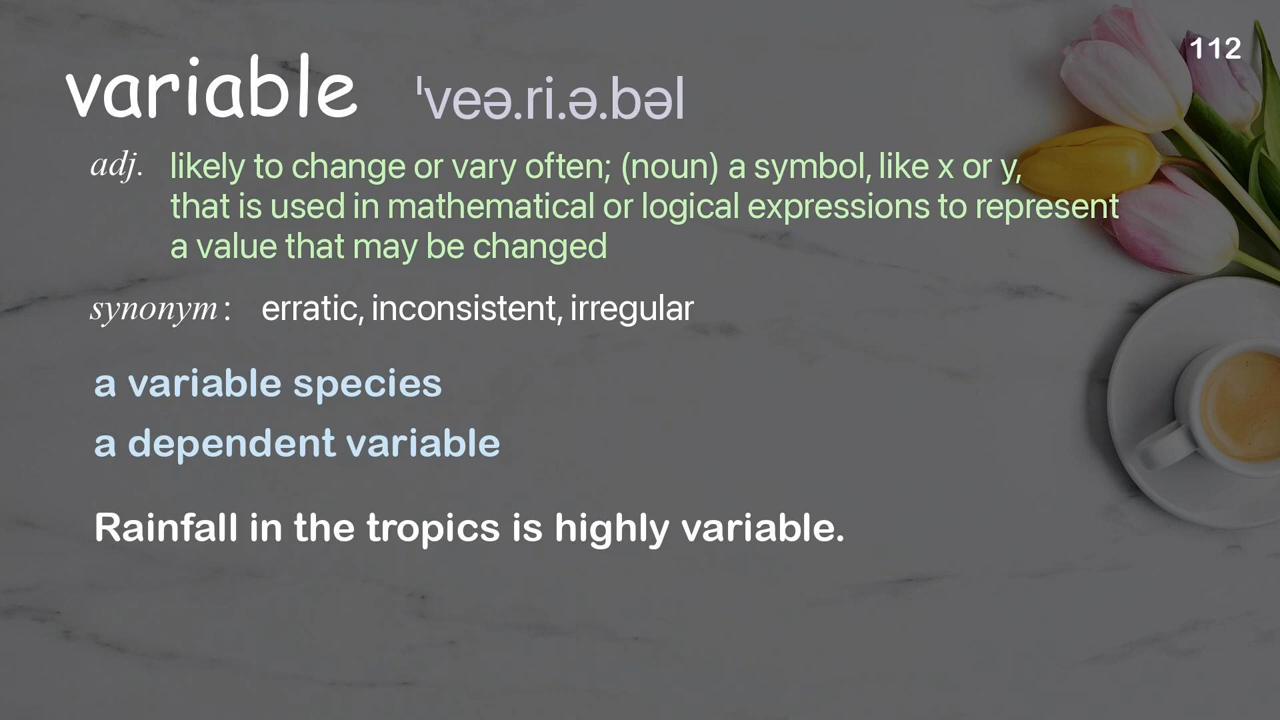 112
variable ˈveə.ri.ə.bəl
adj. likely to change or vary often; (noun) a symbol, like x or y,
that is used in mathematical or logical expressions to represent
a value that may be changed
synonym : erratic, inconsistent, irregular
a variable species
a dependent variable
Rainfall in the tropics is highly variable.